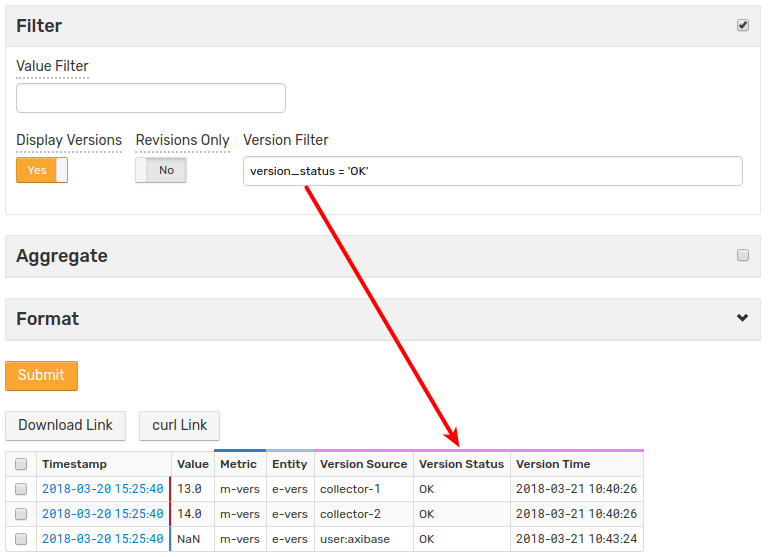 Filter
Value Filter
Display Versions Revisions Only Version Filter
Yes No version_status = 'OK'
Aggregate
Format
Submit
Download Link curl Link
Timestamp Value Metric Entity Version Source Version Status Version Time
2018-03-20 15:25:40 13.0 m-vers e-vers collector-1 OK 2018-03-21 10:40:26
2018-03-20 15:25:40 14.0 m-vers e-vers collector-2 OK 2018-03-21 10:40:26
2018-03-20 15:25:40 NaN m-vers e-vers user:axibase OK 2018-03-21 10:43:24